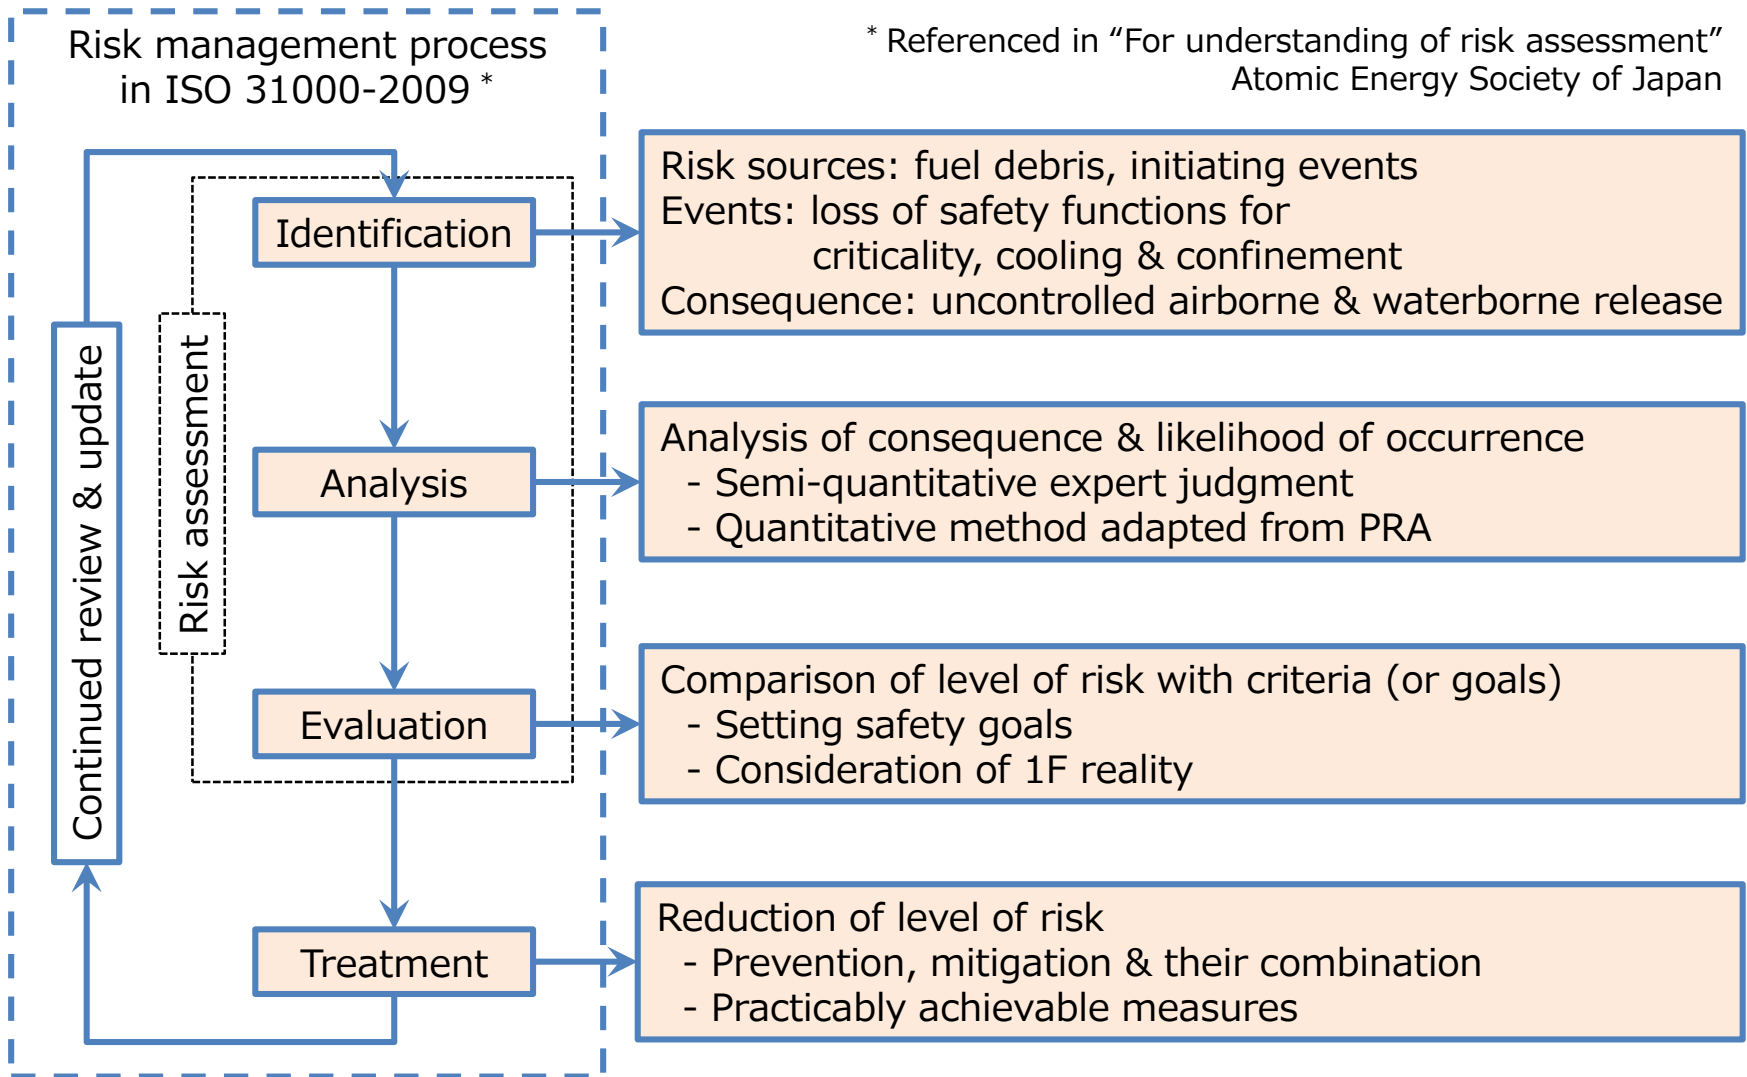 Risk management process
in ISO 31000-2009 *
* Referenced in “For understanding of risk assessment”
Atomic Energy Society of Japan
Continued review & update
Risk assessment
Identification
Risk sources: fuel debris, initiating events
Events: loss of safety functions for
criticality, cooling & confinement
Consequence: uncontrolled airborne & waterborne release
Analysis
Analysis of consequence & likelihood of occurrence
- Semi-quantitative expert judgment
- Quantitative method adapted from PRA
Evaluation
Comparison of level of risk with criteria (or goals)
- Setting safety goals
- Consideration of 1F reality
Treatment
Reduction of level of risk
- Prevention, mitigation & their combination
- Practicably achievable measures